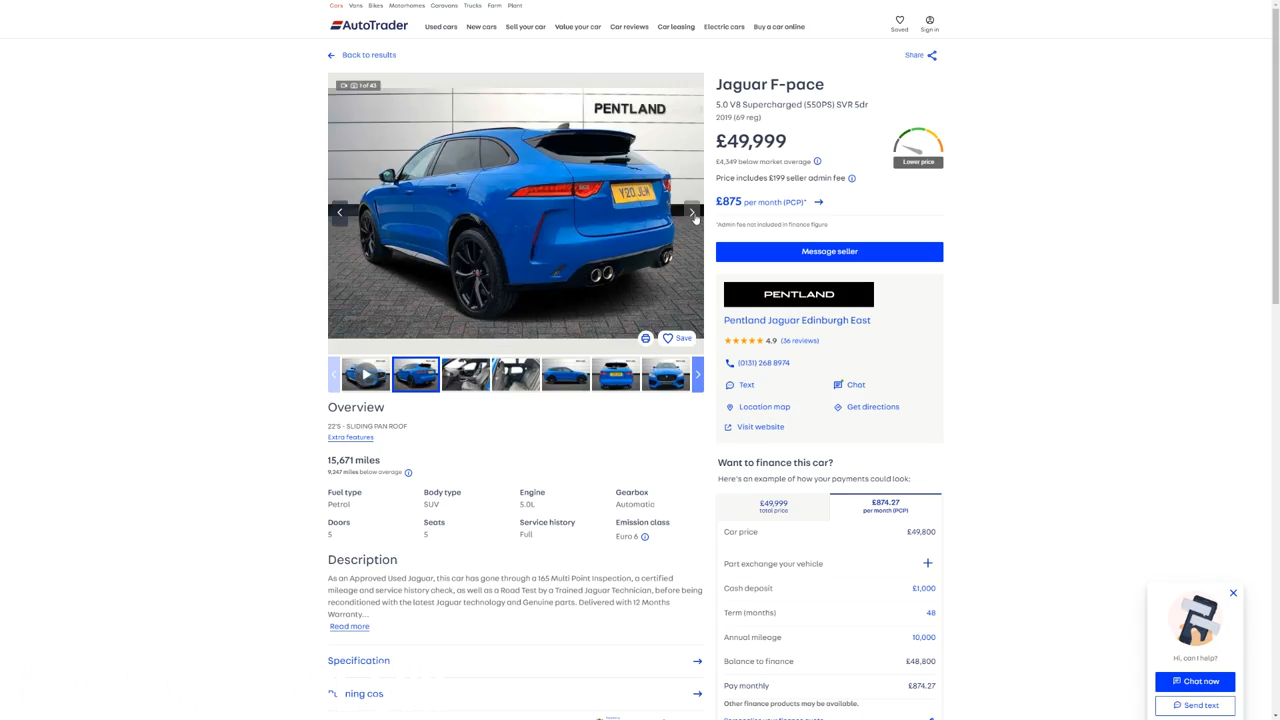 Cars Vans Bikes Motorhomes Caravans Trucks Farm Plant
AutoTrader
Used cars New cars Sell your car Value your car Car reviews Car leasing Electric cars Buy a car online
Saved Sign in
Back to results
Share
1 of 43
PENTLAND
Jaguar F-pace
5.0 V8 Supercharged (550PS) SVR 5dr
2019 (69 reg)
£49,999
£4,349 below market average
Lower price
Price includes £199 seller admin fee
£875 per month (PCP)*
*Admin fee not included in finance figure
Message seller
PENTLAND
Pentland Jaguar Edinburgh East
4.9 (36 reviews)
(0131) 268 8974
Text Chat
Location map Get directions
Visit website
Save
Overview
22'S - SLIDING PAN ROOF
Extra features
15,671 miles
9,247 miles below average
Fuel type Body type Engine Gearbox
Petrol SUV 5.0L Automatic
Doors Seats Service history Emission class
5 5 Full Euro 6
Description
As an Approved Used Jaguar, this car has gone through a 165 Multi Point Inspection, a certified
mileage and service history check, as well as a Road Test by a Trained Jaguar Technician, before being
reconditioned with the latest Jaguar technology and Genuine parts. Delivered with 12 Months
Warranty...
Read more
Specification
Want to finance this car?
Here's an example of how your payments could look:
£49,999
total price
£874.27
per month (PCP)
Car price £49,800
Part exchange your vehicle
Cash deposit £1,000
Term (months) 48
Annual mileage 10,000
Balance to finance £48,800
Pay monthly £874.27
Other finance products may be available.
Hi, can I help?
Chat now
Send text